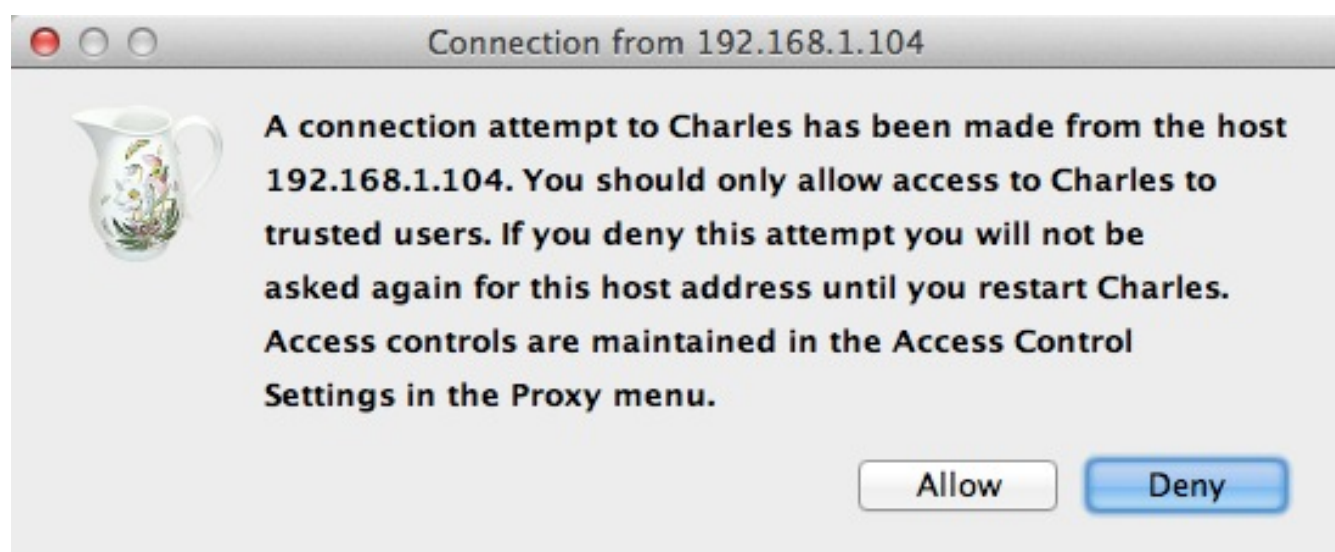 Connection from 192.168.1.104
A connection attempt to Charles has been made from the host
192.168.1.104. You should only allow access to Charles to
trusted users. If you deny this attempt you will not be
asked again for this host address until you restart Charles.
Access controls are maintained in the Access Control
Settings in the Proxy menu.
Allow Deny